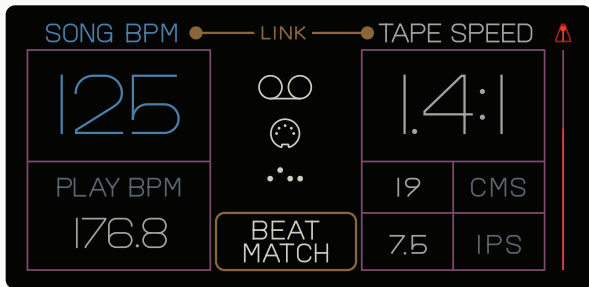 SONG BPM LINK TAPE SPEED
125 1.4:1
PLAY BPM 19 CMS
176.8 BEAT MATCH 7.5 IPS